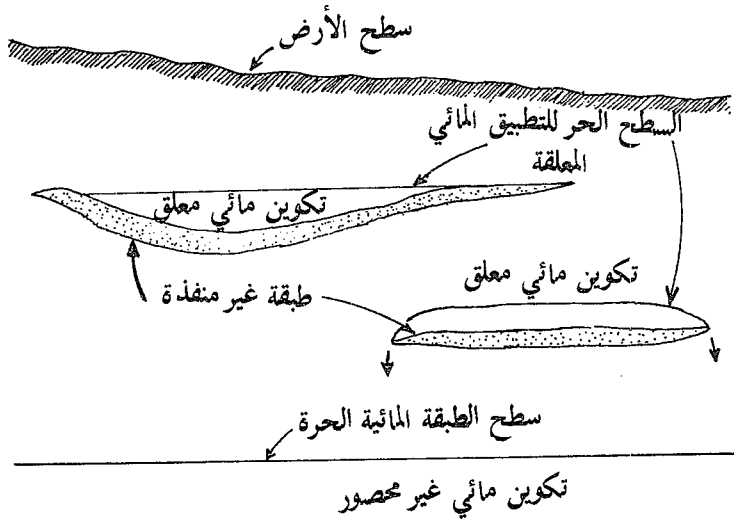 سطح الأرض
السطح الحر للتطبيق المائي
المعلقة
تكوين مائي معلق
تكوين مائي معلق
طبقة غير منفذة
سطح الطبقة المائية الحرة
تكوين مائي غير محصور